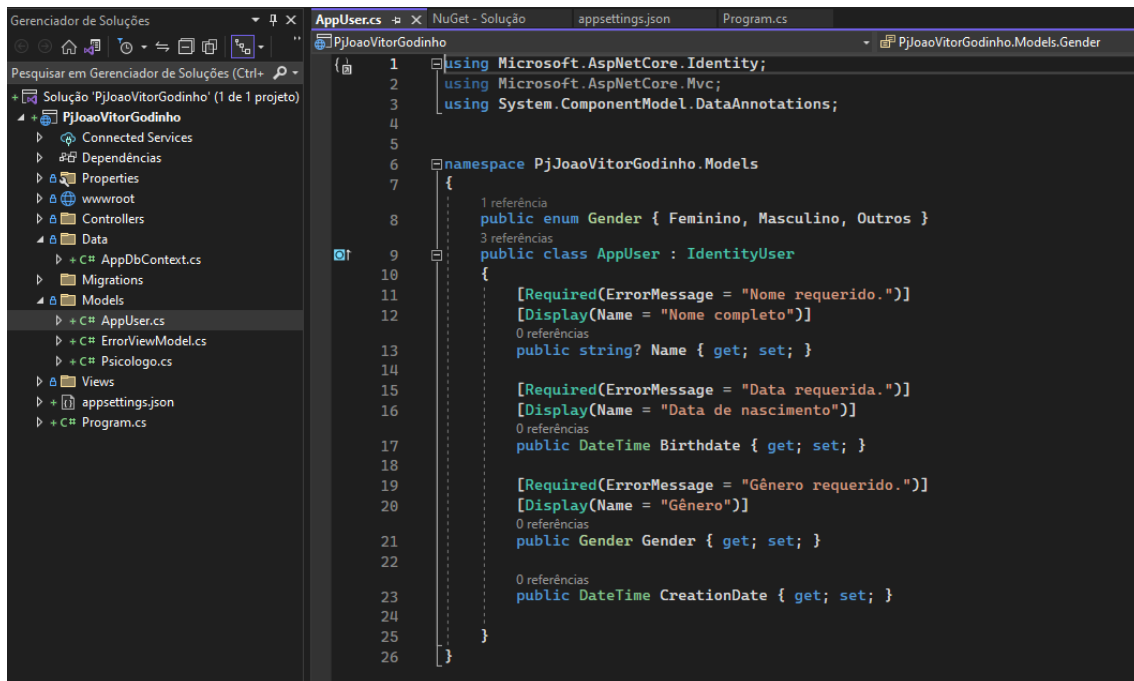 Gerenciador de Soluções
Pesquisar em Gerenciador de Soluções (Ctrl+
Solução 'PjJoaoVitorGodinho' (1 de 1 projeto)
PjJoaoVitorGodinho
Connected Services
Dependências
Properties
wwwroot
Controllers
Data
C# AppDbContext.cs
Migrations
Models
C# AppUser.cs
C# ErrorViewModel.cs
C# Psicologo.cs
Views
appsettings.json
C# Program.cs
AppUser.cs NuGet - Solução appsettings.json Program.cs
PjJoaoVitorGodinho PjJoaoVitorGodinho.Models.Gender
1 using Microsoft.AspNetCore.Identity;
2 using Microsoft.AspNetCore.Mvc;
3 using System.ComponentModel.DataAnnotations;
4
5
6 namespace PjJoaoVitorGodinho.Models
7 {
1 referência
8 public enum Gender { Feminino, Masculino, Outros }
3 referências
9 public class AppUser : IdentityUser
10 {
11 [Required(ErrorMessage = "Nome requerido.")]
12 [Display(Name = "Nome completo")]
0 referências
13 public string? Name { get; set; }
14
15 [Required(ErrorMessage = "Data requerida.")]
16 [Display(Name = "Data de nascimento")]
0 referências
17 public DateTime Birthdate { get; set; }
18
19 [Required(ErrorMessage = "Gênero requerido.")]
20 [Display(Name = "Gênero")]
0 referências
21 public Gender Gender { get; set; }
22
0 referências
23 public DateTime CreationDate { get; set; }
24
25 }
26 }